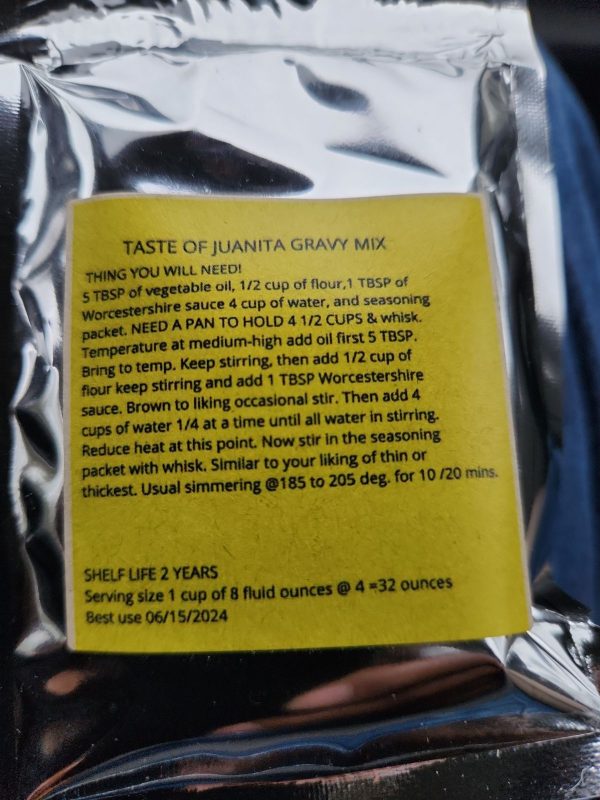 TASTE OF JUANITA GRAVY MIX
THING YOU WILL NEED!
5 TBSP of vegetable oil, 1/2 cup of flour,1 TBSP of
Worcestershire sauce 4 cup of water, and seasoning
packet. NEED A PAN TO HOLD 4 1/2 CUPS & whisk.
Temperature at medium-high add oil first 5 TBSP.
Bring to temp. Keep stirring, then add 1/2 cup of
flour keep stirring and add 1 TBSP Worcestershire
sauce. Brown to liking occasional stir. Then add 4
cups of water 1/4 at a time until all water in stirring.
Reduce heat at this point. Now stir in the seasoning
packet with whisk. Similar to your liking of thin or
thickest. Usual simmering @185 to 205 deg. for 10 /20 mins.
SHELF LIFE 2 YEARS
Serving size 1 cup of 8 fluid ounces @ 4 =32 ounces
Best use 06/15/2024